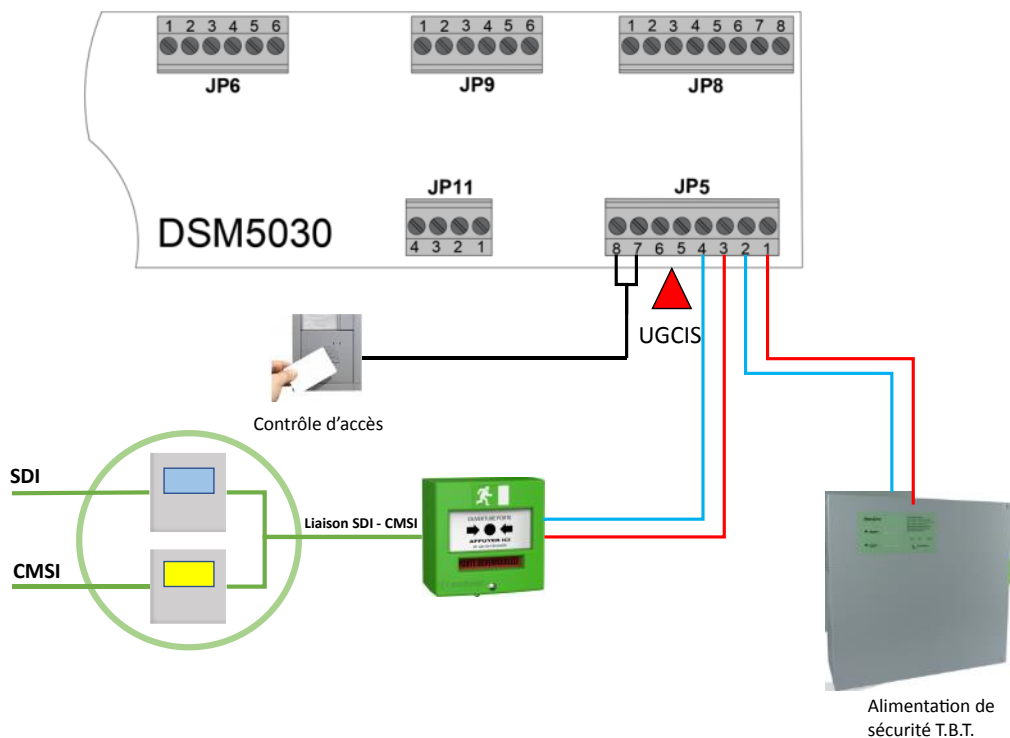 1 2 3 4 5 6
JP6
1 2 3 4 5 6
JP9
1 2 3 4 5 6 7 8
JP8
JP11
4 3 2 1
JP5
8 7 6 5 4 3 2 1
DSM5030
UGCIS
Contrôle d’accès
SDI
CMSI
Liaison SDI - CMSI
OUVERTURE PORTE
APPUYER ICI
Alimentation de
sécurité T.B.T.